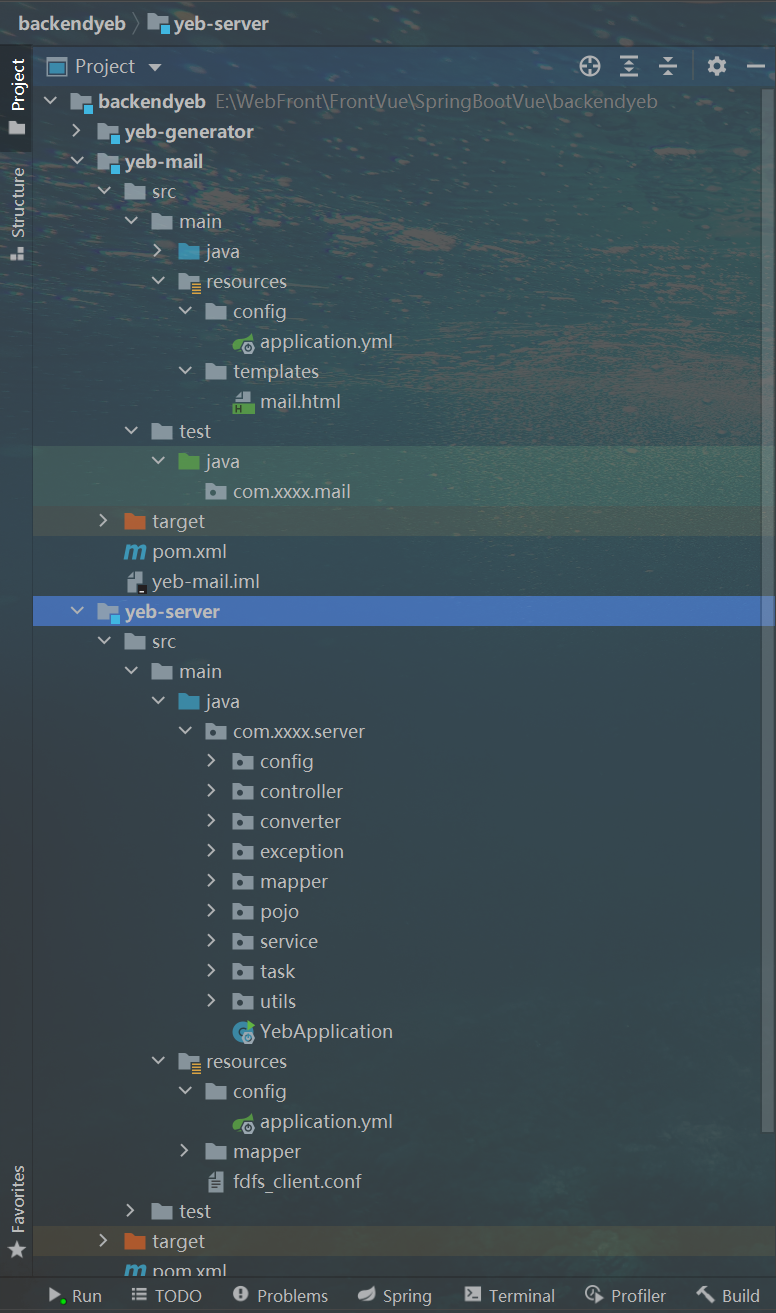 backendyeb yeb-server
Project
Project
Structure
Favorites
backendyeb E:\WebFront\FrontVue\SpringBootVue\backendyeb
yeb-generator
yeb-mail
src
main
java
resources
config
application.yml
templates
mail.html
test
java
com.xxxx.mail
target
pom.xml
yeb-mail.iml
yeb-server
src
main
java
com.xxxx.server
config
controller
converter
exception
mapper
pojo
service
task
utils
YebApplication
resources
config
application.yml
mapper
fdfs_client.conf
test
target
pom.xml
Run TODO Problems Spring Terminal Profiler Build